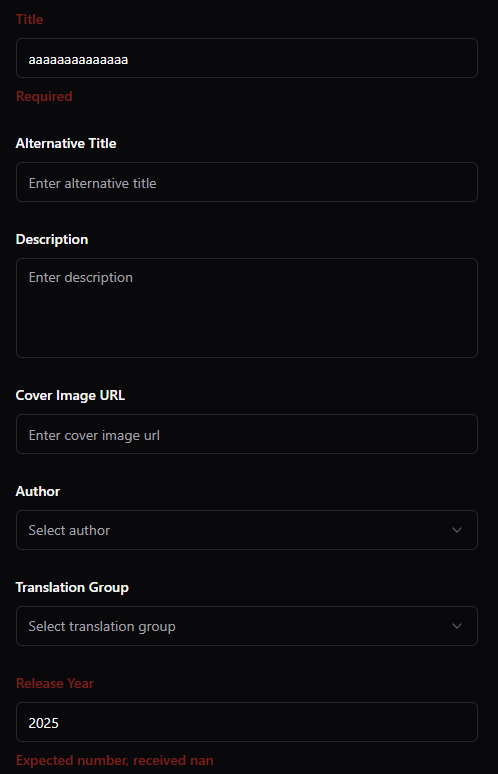 Title
aaaaaaaaaaaaaa
Required
Alternative Title
Enter alternative title
Description
Enter description
Cover Image URL
Enter cover image url
Author
Select author
Translation Group
Select translation group
Release Year
2025
Expected number, received nan